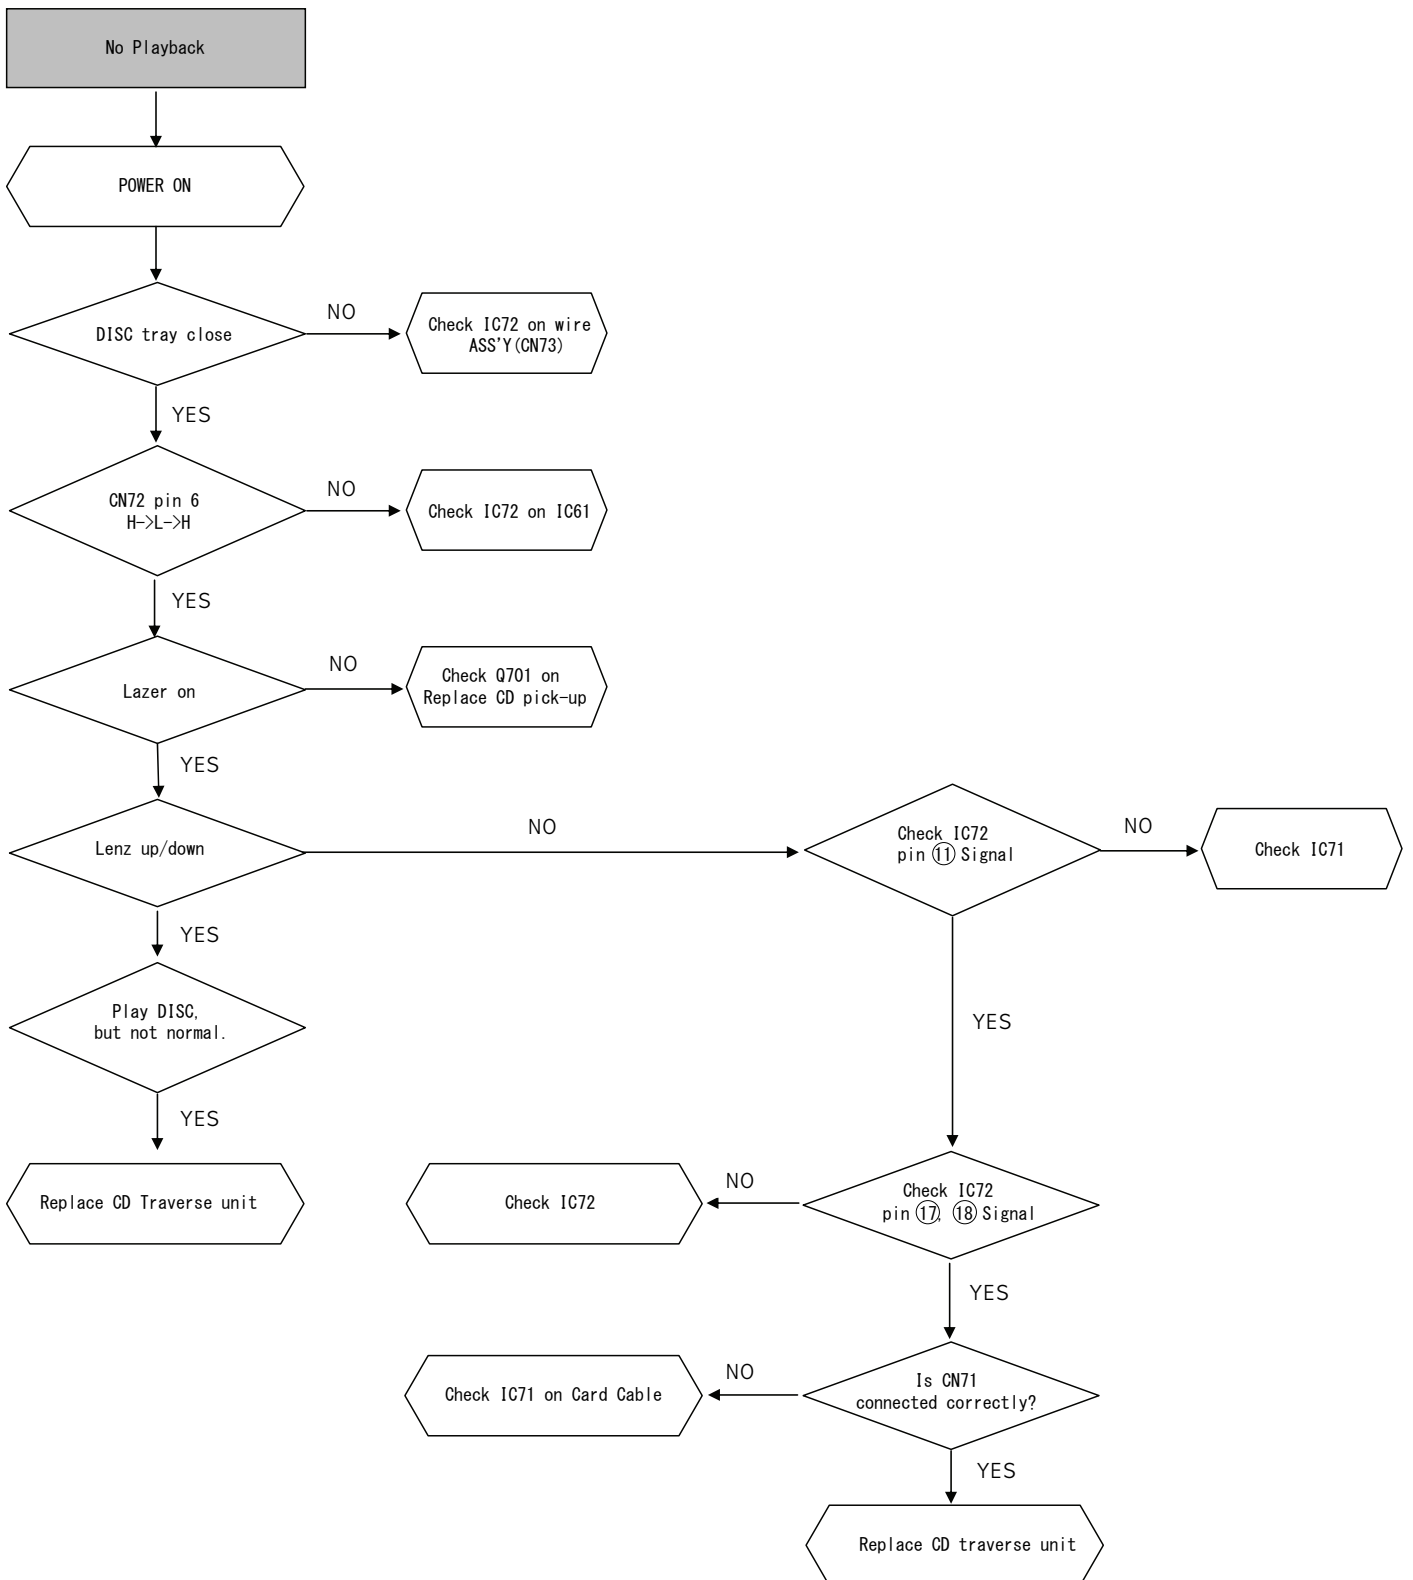 No Playback
POWER ON
DISC tray close
NO
Check IC72 on wire
ASS'Y(CN73)
YES
CN72 pin 6
H->L->H
NO
Check IC72 on IC61
YES
Lazer on
NO
Check Q701 on
Replace CD pick-up
YES
Lenz up/down
NO
Check IC72
pin ⑪ Signal
NO
Check IC71
YES
Play DISC,
but not normal.
YES
YES
Replace CD Traverse unit
Check IC72
NO
Check IC72
pin ⑰, ⑱ Signal
YES
Check IC71 on Card Cable
NO
Is CN71
connected correctly?
YES
Replace CD traverse unit